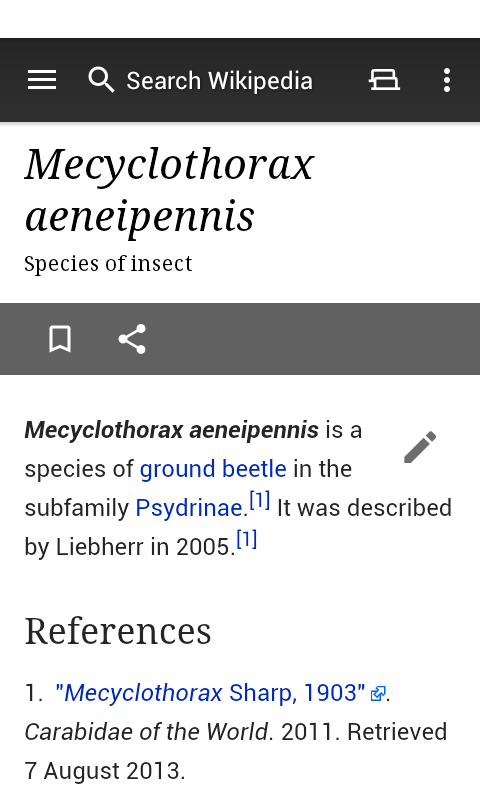 Search Wikipedia
Mecyclothorax
aeneipennis
Species of insect
Mecyclothorax aeneipennis is a
species of ground beetle in the
subfamily Psydrinae.[1] It was described
by Liebherr in 2005.[1]
References
1. "Mecyclothorax Sharp, 1903".
Carabidae of the World. 2011. Retrieved
7 August 2013.